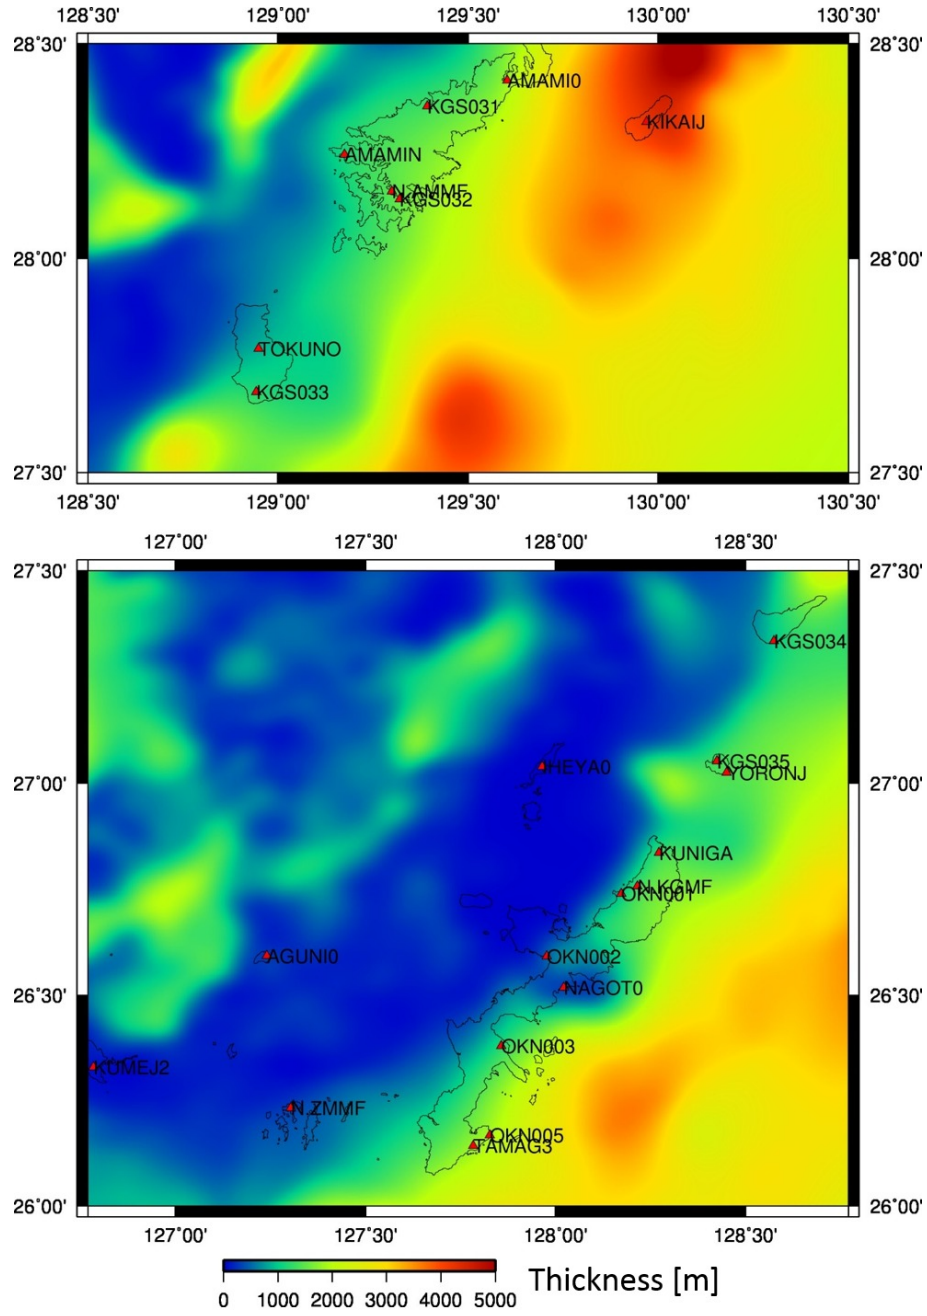 128˚30' 129˚00' 129˚30' 130˚00' 130˚30'
28˚30' 28˚30'
AMAMI0
KGS031
KIKAIJ
AMAMIN
N.AMMF
KGS032
28˚00' 28˚00'
TOKUNO
KGS033
27˚30' 27˚30'
128˚30' 129˚00' 129˚30' 130˚00' 130˚30'
127˚00' 127˚30' 128˚00' 128˚30'
27˚30' 27˚30'
KGS034
KGS035
IHEYA0
YORONJ
27˚00' 27˚00'
KUNIGA
N.KGMF
OKN001
AGUNI0
OKN002
NAGOT0
26˚30' 26˚30'
OKN003
KUMEJ2
N.ZMMF
OKN005
TAMAG3
26˚00' 26˚00'
127˚00' 127˚30' 128˚00' 128˚30'
Thickness [m]
0 1000 2000 3000 4000 5000